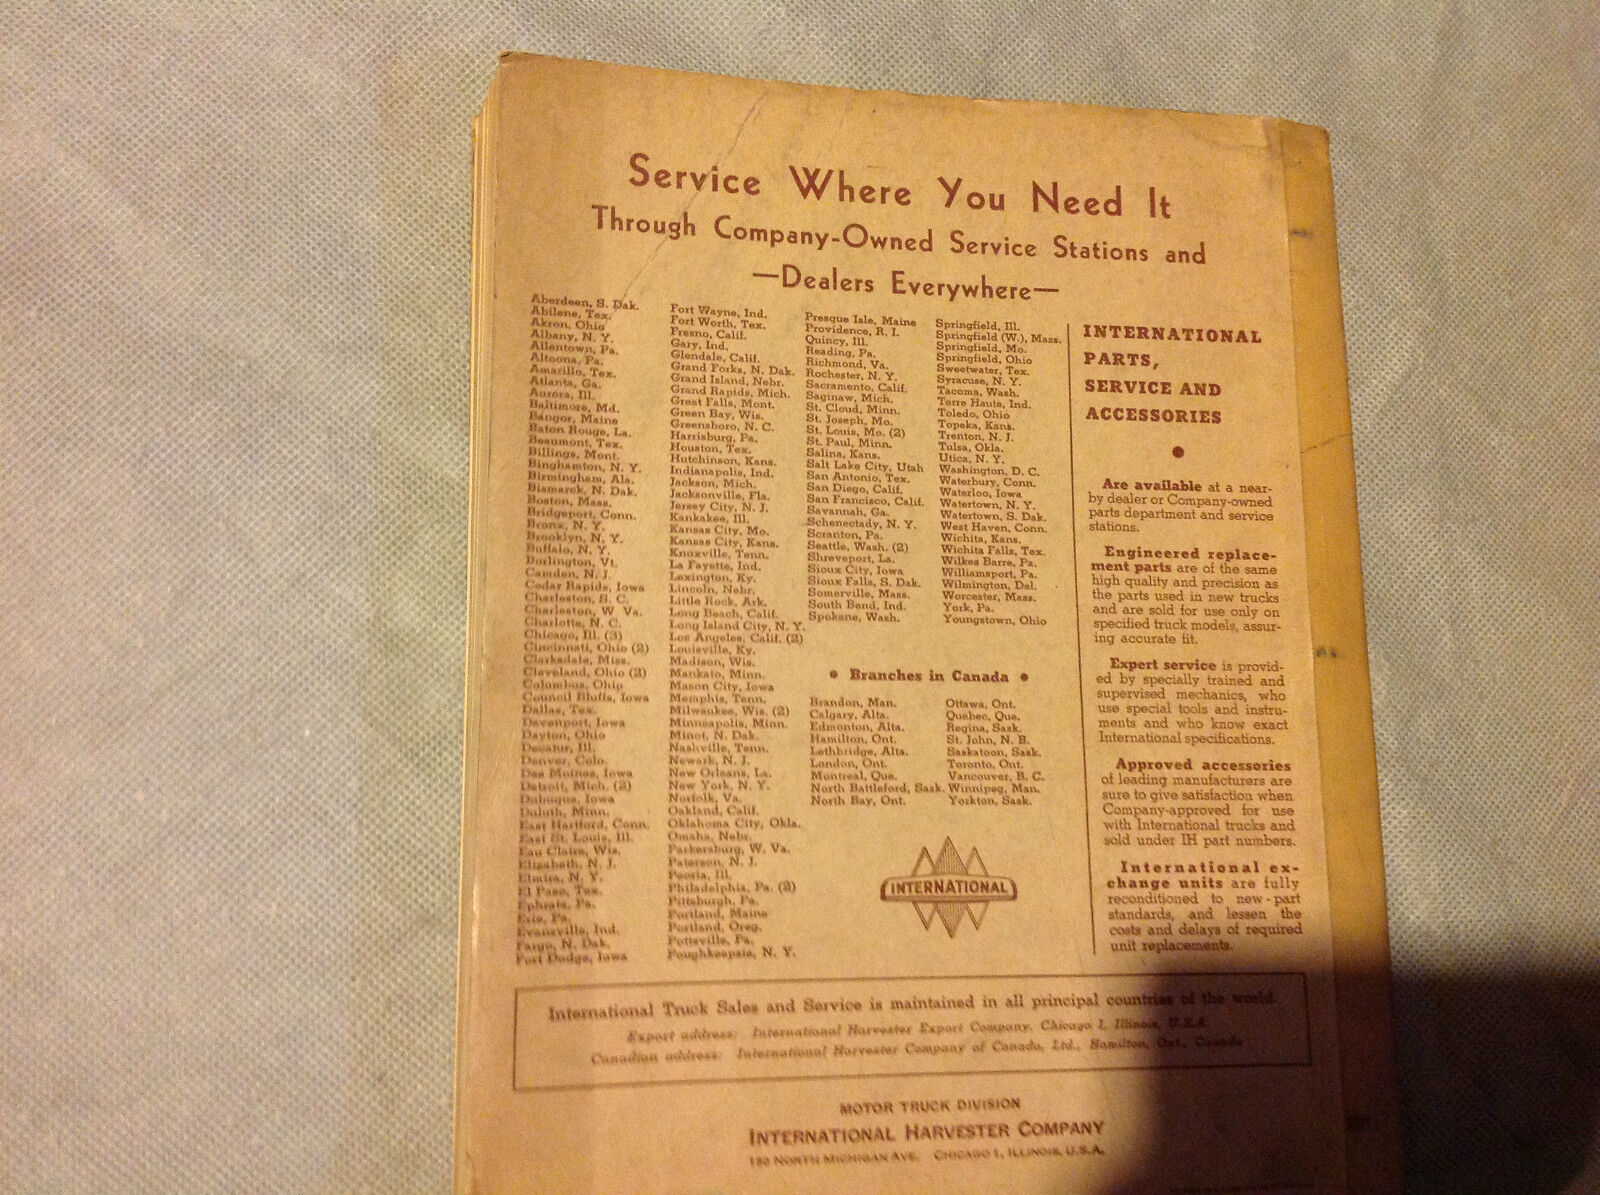 Service Where You Need It
Through Company-Owned Service Stations and
—Dealers Everywhere—
Aberdeen, S. Dak.
Abilene, Tex.
Akron, Ohio
Albany, N. Y.
Allentown, Pa.
Altoona, Pa.
Amarillo, Tex.
Atlanta, Ga.
Aurora, Ill.
Baltimore, Md.
Bangor, Maine
Baton Rouge, La.
Beaumont, Tex.
Billings, Mont.
Binghamton, N. Y.
Birmingham, Ala.
Bismarck, N. Dak.
Boston, Mass.
Bridgeport, Conn.
Bronx, N. Y.
Brooklyn, N. Y.
Buffalo, N. Y.
Burlington, Vt.
Camden, N. J.
Cedar Rapids, Iowa
Charleston, S. C.
Charleston, W. Va.
Charlotte, N. C.
Chicago, Ill. (3)
Cincinnati, Ohio (2)
Clarksdale, Miss.
Cleveland, Ohio (2)
Columbus, Ohio
Council Bluffs, Iowa
Dallas, Tex.
Davenport, Iowa
Dayton, Ohio
Decatur, Ill.
Denver, Colo.
Des Moines, Iowa
Detroit, Mich. (2)
Dubuque, Iowa
Duluth, Minn.
East Hartford, Conn.
East St. Louis, Ill.
Eau Claire, Wis.
Elizabeth, N. J.
Elmira, N. Y.
El Paso, Tex.
Ephrata, Pa.
Erie, Pa.
Evansville, Ind.
Fargo, N. Dak.
Fort Dodge, Iowa
Fort Wayne, Ind.
Fort Worth, Tex.
Fresno, Calif.
Gary, Ind.
Glendale, Calif.
Grand Forks, N. Dak.
Grand Island, Nebr.
Grand Rapids, Mich.
Great Falls, Mont.
Green Bay, Wis.
Greensboro, N. C.
Harrisburg, Pa.
Houston, Tex.
Hutchinson, Kans.
Indianapolis, Ind.
Jackson, Mich.
Jacksonville, Fla.
Jersey City, N. J.
Kankakee, Ill.
Kansas City, Mo.
Kansas City, Kans.
Knoxville, Tenn.
La Fayette, Ind.
Lexington, Ky.
Lincoln, Nebr.
Little Rock, Ark.
Long Beach, Calif.
Long Island City, N. Y.
Los Angeles, Calif. (2)
Louisville, Ky.
Madison, Wis.
Mankato, Minn.
Mason City, Iowa
Memphis, Tenn.
Milwaukee, Wis. (2)
Minneapolis, Minn.
Minot, N. Dak.
Nashville, Tenn.
Newark, N. J.
New Orleans, La.
New York, N. Y.
Norfolk, Va.
Oakland, Calif.
Oklahoma City, Okla.
Omaha, Nebr.
Parkersburg, W. Va.
Paterson, N. J.
Peoria, Ill.
Philadelphia, Pa. (2)
Pittsburgh, Pa.
Portland, Maine
Portland, Oreg.
Pottsville, Pa.
Poughkeepsie, N. Y.
Presque Isle, Maine
Providence, R. I.
Quincy, Ill.
Reading, Pa.
Richmond, Va.
Rochester, N. Y.
Sacramento, Calif.
Saginaw, Mich.
St. Cloud, Minn.
St. Joseph, Mo.
St. Louis, Mo. (2)
St. Paul, Minn.
Salina, Kans.
Salt Lake City, Utah
San Antonio, Tex.
San Diego, Calif.
San Francisco, Calif.
Savannah, Ga.
Schenectady, N. Y.
Scranton, Pa.
Seattle, Wash. (2)
Shreveport, La.
Sioux City, Iowa
Sioux Falls, S. Dak.
Somerville, Mass.
South Bend, Ind.
Spokane, Wash.
Springfield, Ill.
Springfield (W.), Mass.
Springfield, Mo.
Springfield, Ohio
Sweetwater, Tex.
Syracuse, N. Y.
Tacoma, Wash.
Terre Haute, Ind.
Toledo, Ohio
Topeka, Kans.
Trenton, N. J.
Tulsa, Okla.
Utica, N. Y.
Washington, D. C.
Waterbury, Conn.
Waterloo, Iowa
Watertown, N. Y.
Watertown, S. Dak.
West Haven, Conn.
Wichita, Kans.
Wichita Falls, Tex.
Wilkes Barre, Pa.
Williamsport, Pa.
Wilmington, Del.
Worcester, Mass.
York, Pa.
Youngstown, Ohio
• Branches in Canada •
Brandon, Man.
Calgary, Alta.
Edmonton, Alta.
Hamilton, Ont.
Lethbridge, Alta.
London, Ont.
Montreal, Que.
North Battleford, Sask.
North Bay, Ont.
Ottawa, Ont.
Quebec, Que.
Regina, Sask.
St. John, N. B.
Saskatoon, Sask.
Toronto, Ont.
Vancouver, B. C.
Winnipeg, Man.
Yorkton, Sask.
INTERNATIONAL
INTERNATIONAL
PARTS,
SERVICE AND
ACCESSORIES
•
Are available at a near-
by dealer or Company-owned
parts department and service
stations.
Engineered replace-
ment parts are of the same
high quality and precision as
the parts used in new trucks
and are sold for use only on
specified truck models, assur-
ing accurate fit.
Expert service is provid-
ed by specially trained and
supervised mechanics, who
use special tools and instru-
ments and who know exact
International specifications.
Approved accessories
of leading manufacturers are
sure to give satisfaction when
Company-approved for use
with International trucks and
sold under IH part numbers.
International ex-
change units are fully
reconditioned to new-part
standards, and lessen the
costs and delays of required
unit replacements.
International Truck Sales and Service is maintained in all principal countries of the world.
Export address: International Harvester Export Company, Chicago 1, Illinois, U.S.A.
Canadian address: International Harvester Company of Canada, Ltd., Hamilton, Ont., Canada
MOTOR TRUCK DIVISION
INTERNATIONAL HARVESTER COMPANY
180 NORTH MICHIGAN AVE. CHICAGO 1, ILLINOIS, U.S.A.